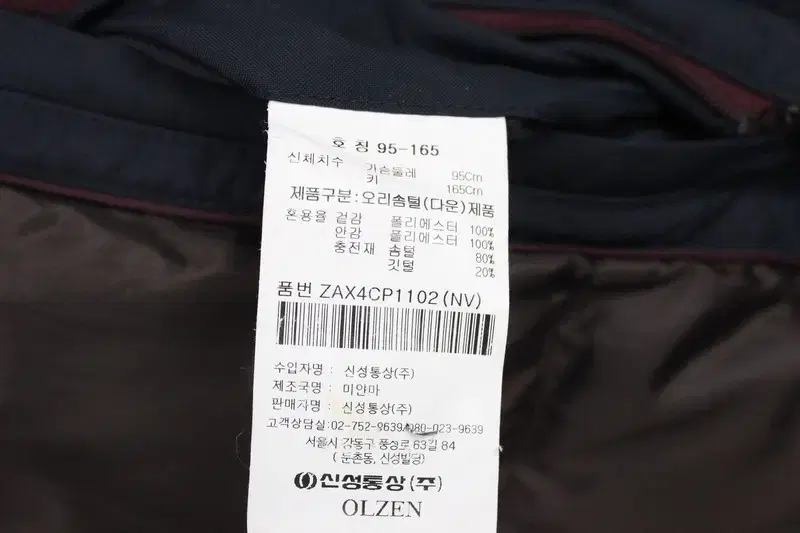 호 칭 95-165
신체치수 가슴둘레 95Cm
키 165Cm
제품구분:오리솜털(다운)제품
혼용율 겉감 폴리에스터 100%
안감 폴리에스터 100%
충전재 솜털 80%
깃털 20%
품번 ZAX4CP1102(NV)
수입자명 : 신성통상(주)
제조국명 : 미얀마
판매자명 : 신성통상(주)
고객상담실:02-752-9639,080-023-9639
서울시 강동구 풍성로 63길 84
( 둔촌동, 신성빌딩)
신성통상(주)
OLZEN